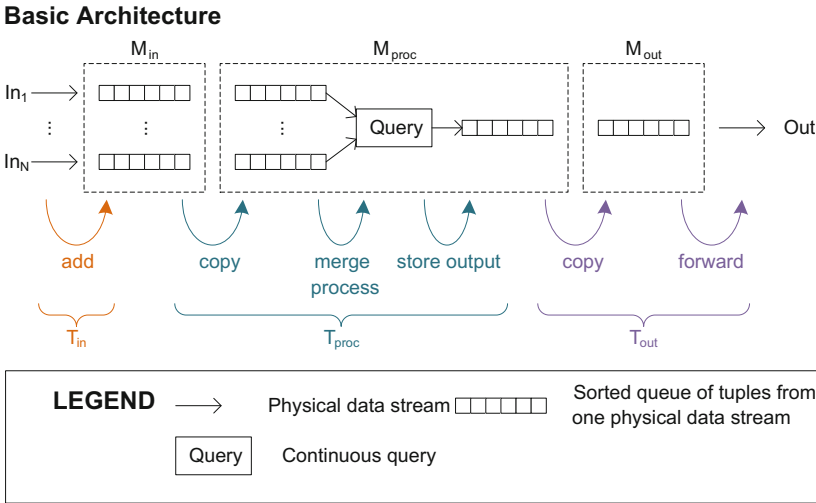 Basic Architecture
M_in M_proc M_out
In_1
⋮ ⋮ ⋮ Query Out
In_N
add copy merge process store output copy forward
T_in T_proc T_out
LEGEND Physical data stream Sorted queue of tuples from one physical data stream
Query Continuous query